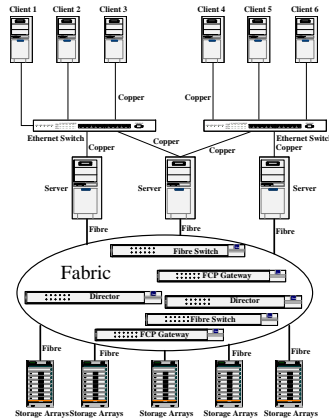 Client 1 Client 2 Client 3 Client 4 Client 5 Client 6
Copper Copper
Ethernet Switch Ethernet Switch
Copper Copper Copper Copper
Server Server Server
Fibre Fibre Fibre
Fibre Switch
Fabric
FCP Gateway
Director Director
Fibre Switch
FCP Gateway
Fibre Fibre Fibre Fibre
Storage Arrays Storage Arrays Storage Arrays Storage Arrays Storage Arrays